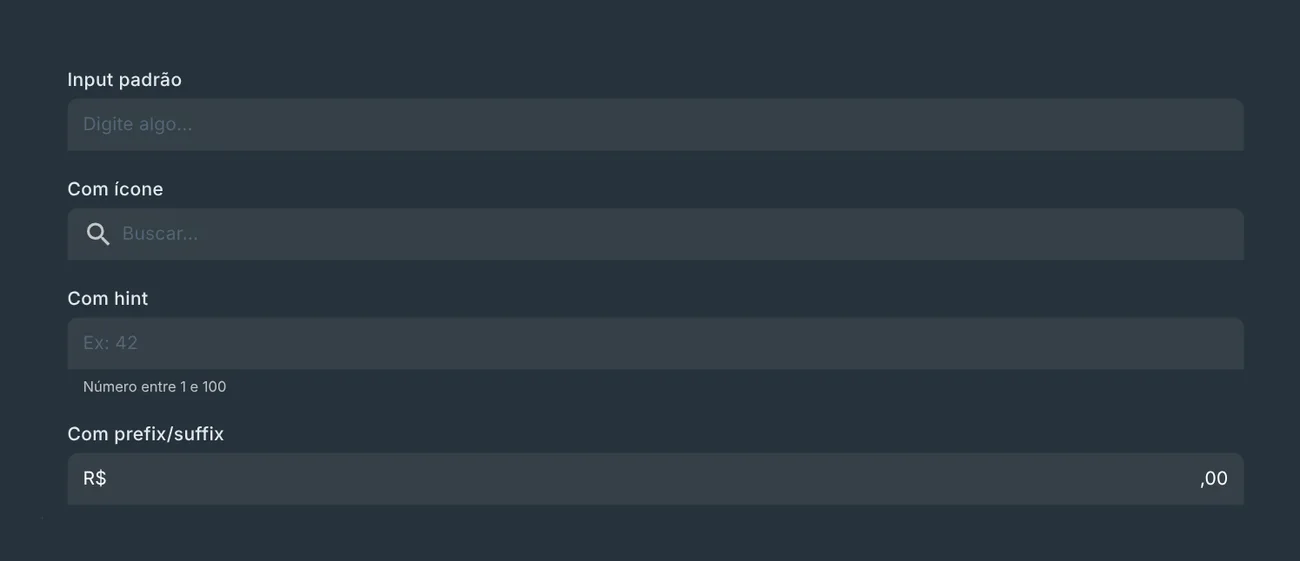 Input padrão
Digite algo...
Com ícone
Buscar...
Com hint
Ex: 42
Número entre 1 e 100
Com prefix/suffix
R$ ,00